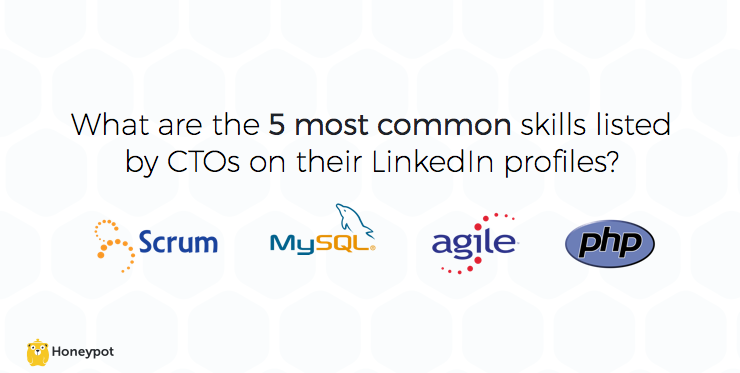 What are the 5 most common skills listed
by CTOs on their LinkedIn profiles?
Scrum
MySQL®
agile
php
Honeypot